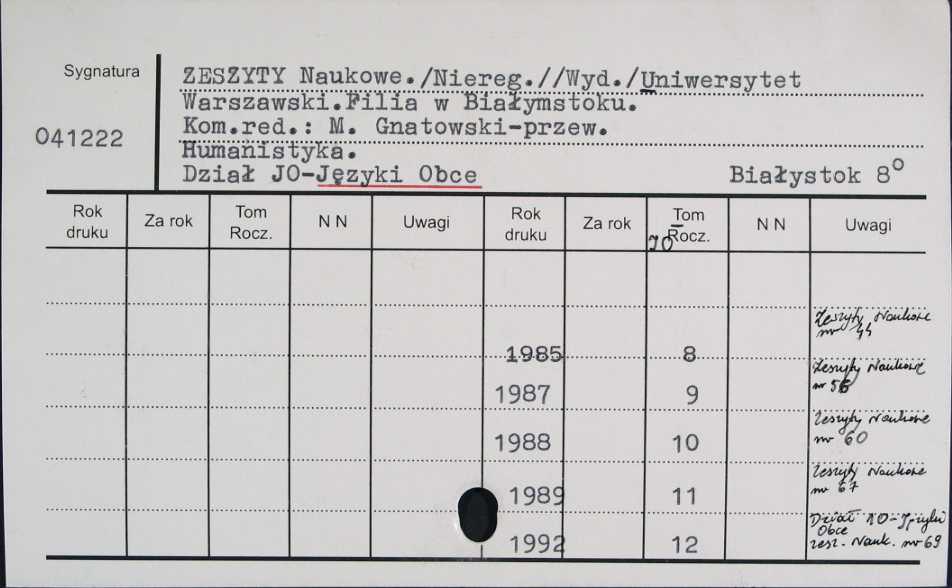 Sygnatura
041222
ZESZYTY Naukowe./Niereg.//Wyd./Uniwersytet
Warszawski.Filia w Białymstoku.
Kom.red.: M. Gnatowski-przew.
Humanistyka.
Dział JO-Języki Obce Białystok 8°
Rok druku Za rok Tom Rocz. N N Uwagi Rok druku Za rok Tom JO Rocz. N N Uwagi
Zeszyty Naukowe
1985 8 nr 44
Zeszyty Naukowe
1987 9 nr 56
Zeszyty Naukowe
1988 10 nr 60
Zeszyty Naukowe
1989 11 nr 67
Dział JO-Języki
Obce
1992 12 zesz. Nauk. nr 69